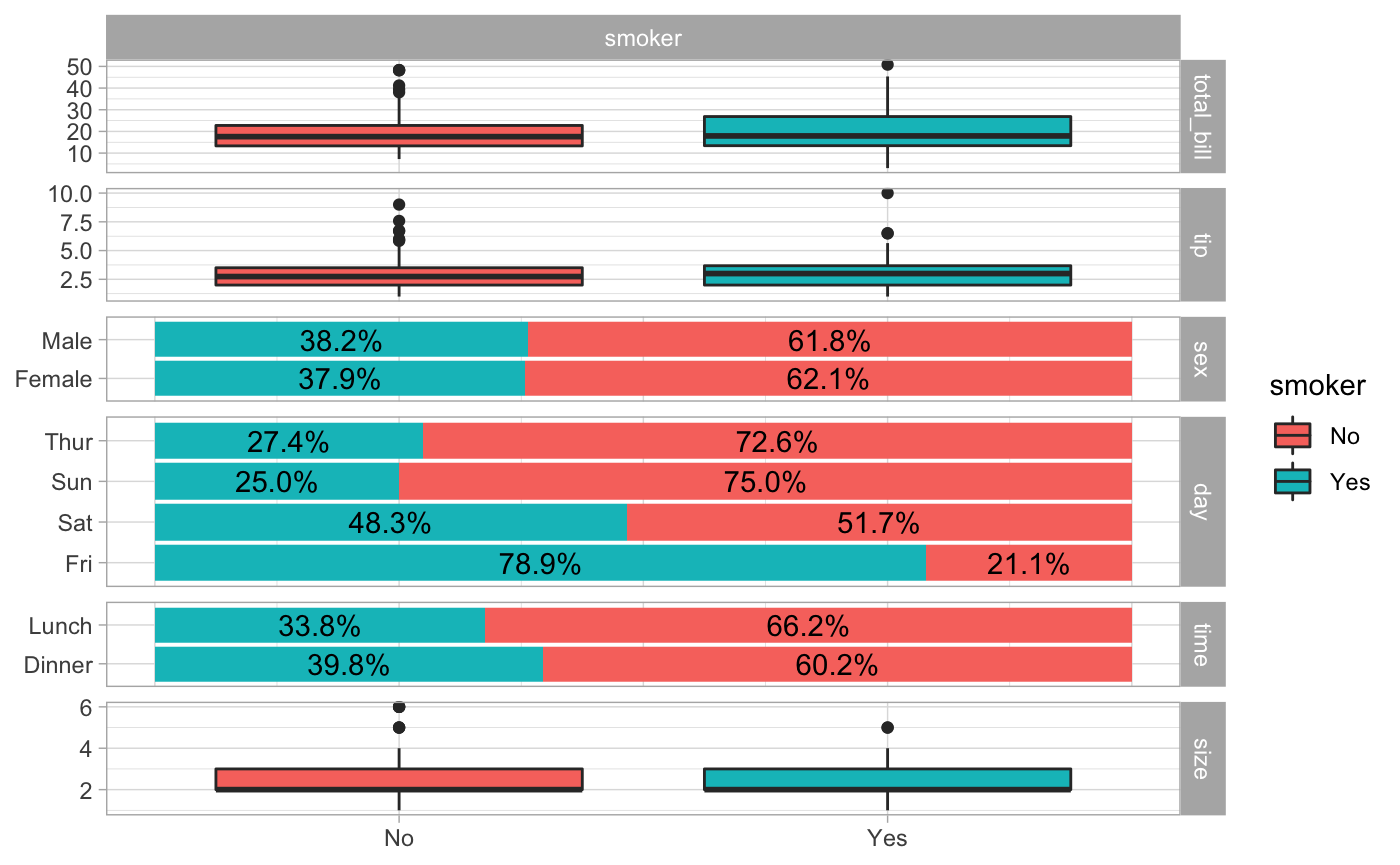 smoker
50
40
30
20
10
total_bill
10.0
7.5
5.0
2.5
tip
Male 38.2% 61.8%
Female 37.9% 62.1%
sex
Thur 27.4% 72.6%
Sun 25.0% 75.0%
Sat 48.3% 51.7%
Fri 78.9% 21.1%
day
Lunch 33.8% 66.2%
Dinner 39.8% 60.2%
time
6
4
2
size
No Yes
smoker
No
Yes